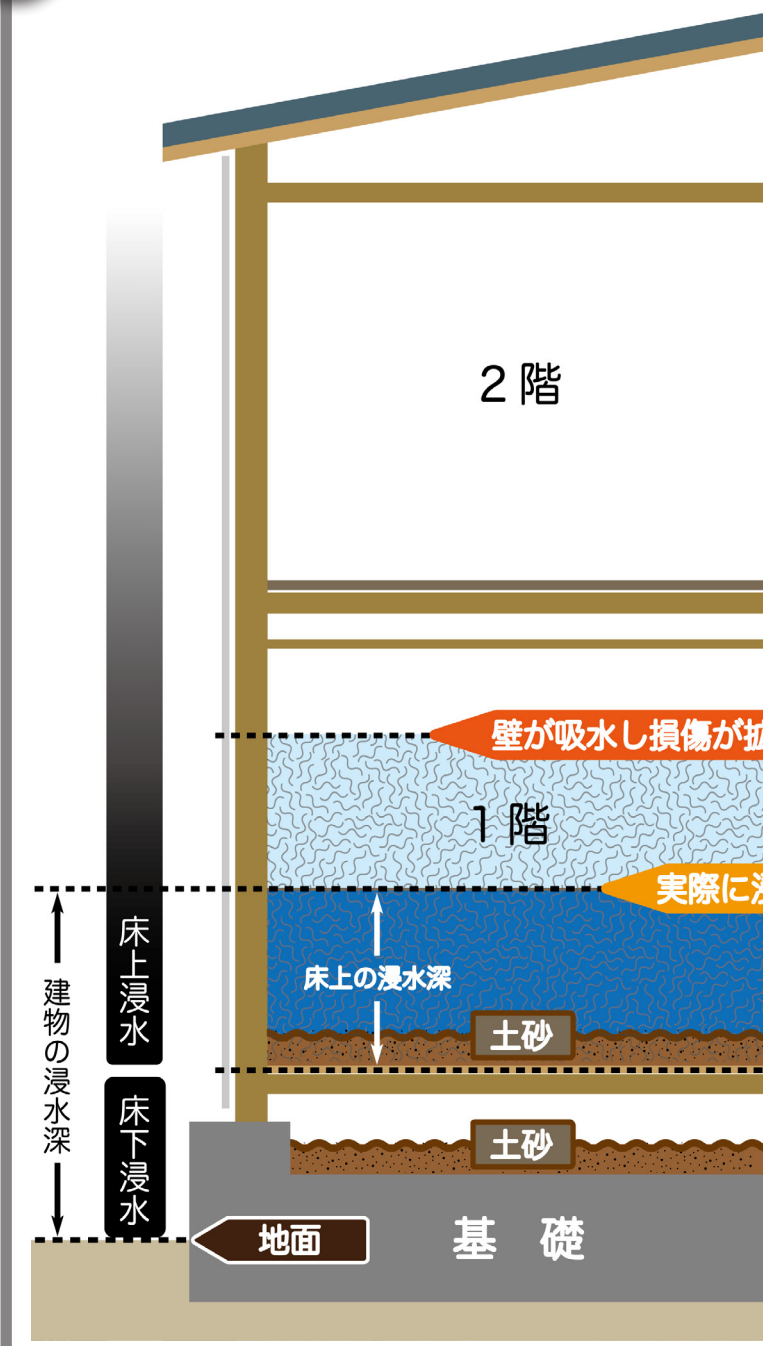 2階
壁が吸水し損傷が拡
1階
実際に浸
床上浸水
床上の浸水深
建物の浸水深
土砂
床下浸水
土砂
地面
基礎